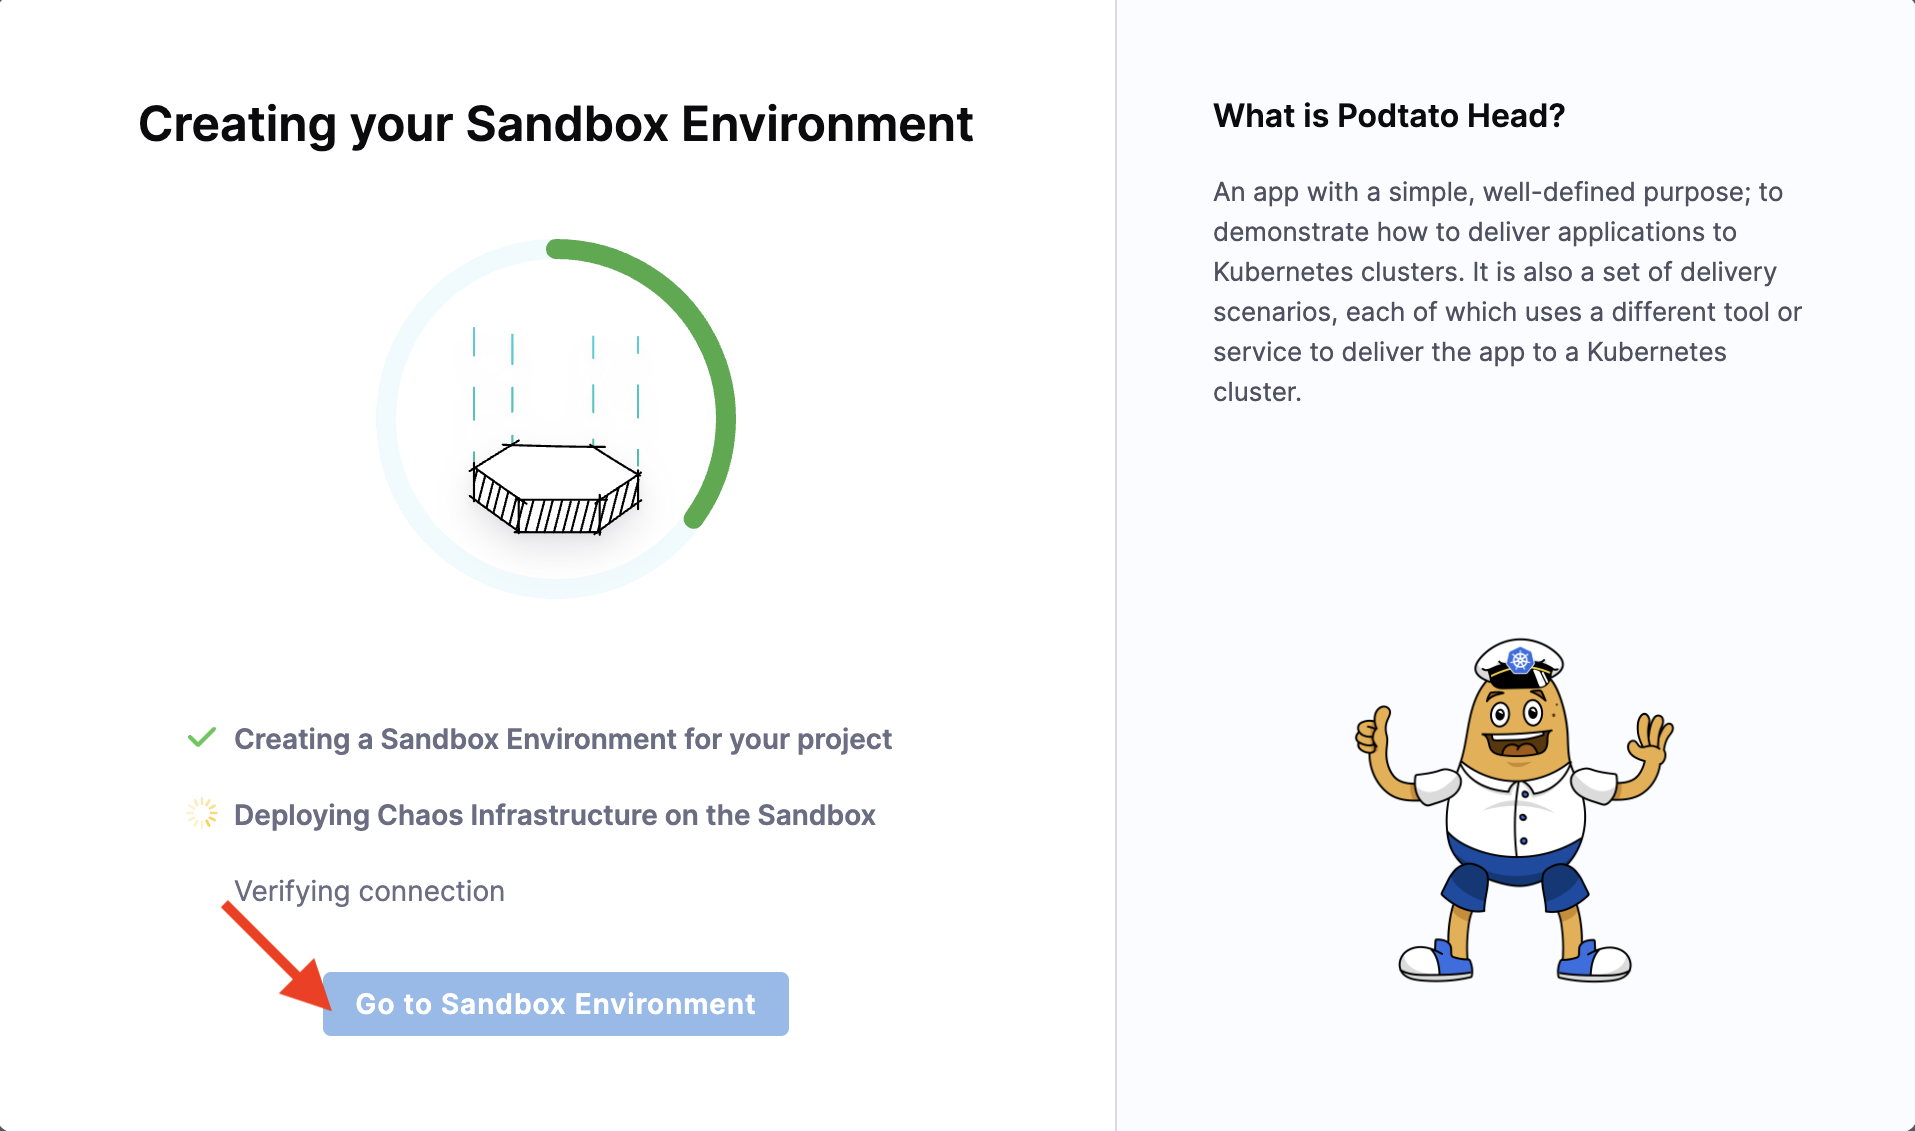 Creating your Sandbox Environment
Creating a Sandbox Environment for your project
Deploying Chaos Infrastructure on the Sandbox
Verifying connection
Go to Sandbox Environment
What is Podtato Head?
An app with a simple, well-defined purpose; to
demonstrate how to deliver applications to
Kubernetes clusters. It is also a set of delivery
scenarios, each of which uses a different tool or
service to deliver the app to a Kubernetes
cluster.